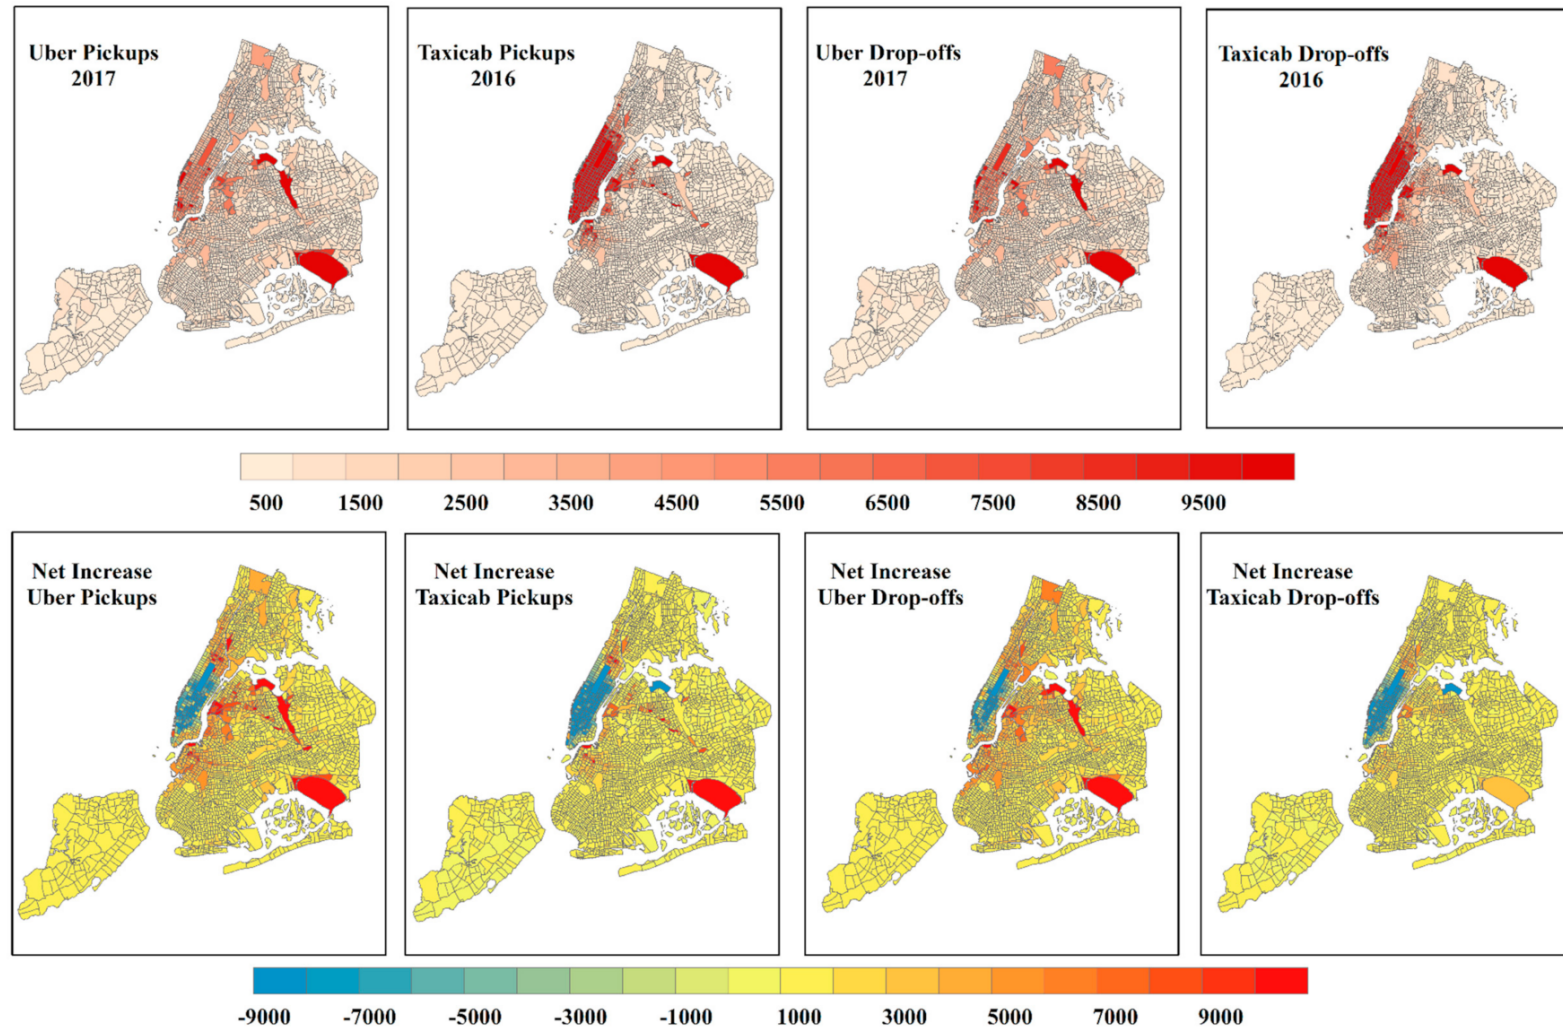 Uber Pickups
2017
Taxicab Pickups
2016
Uber Drop-offs
2017
Taxicab Drop-offs
2016
500 1500 2500 3500 4500 5500 6500 7500 8500 9500
Net Increase
Uber Pickups
Net Increase
Taxicab Pickups
Net Increase
Uber Drop-offs
Net Increase
Taxicab Drop-offs
-9000 -7000 -5000 -3000 -1000 1000 3000 5000 7000 9000